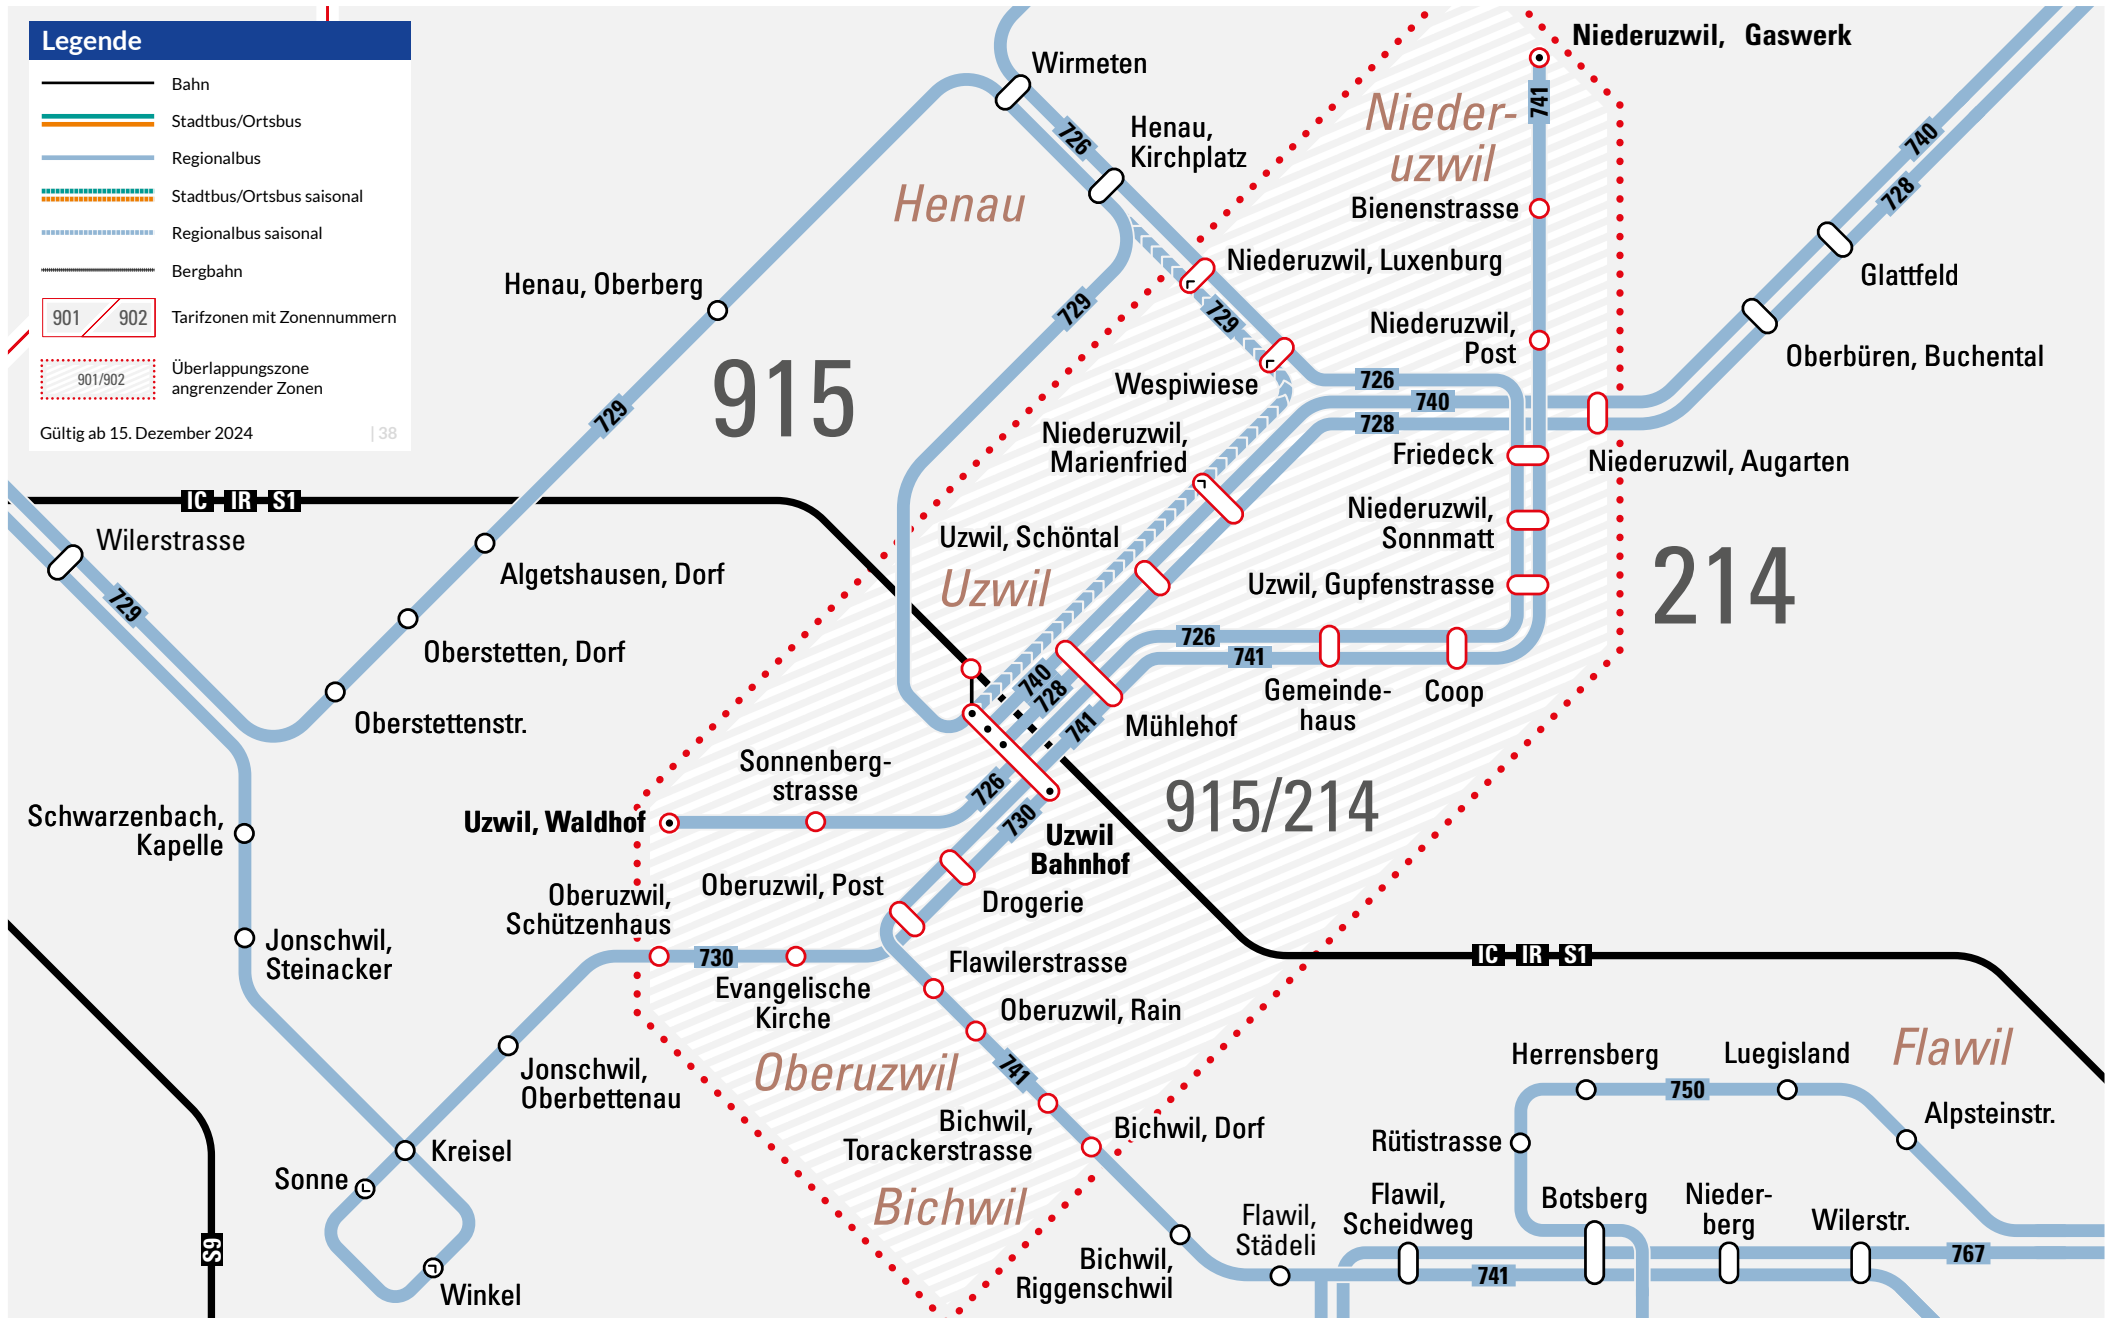 Legende
Bahn
Stadtbus/Ortsbus
Regionalbus
Stadtbus/Ortsbus saisonal
Regionalbus saisonal
Bergbahn
901
902
Tarifzonen mit Zonennummern
901/902
Überlappungszone
angrenzender Zonen
Gültig ab 15. Dezember 2024
| 38
Wirmeten
726
Henau,
Kirchplatz
Henau
Niederuzwil, Gaswerk
741
Nieder-
uzwil
Bienenstrasse
740
728
Glattfeld
Oberbüren, Buchental
Niederuzwil, Luxenburg
729
729
Henau, Oberberg
729
915
Niederuzwil,
Post
Wespiwiese
726
740
728
Niederuzwil,
Marienfried
Friedeck
Niederuzwil, Augarten
IC IR S1
Wilerstrasse
729
Algetshausen, Dorf
Oberstetten, Dorf
Oberstettenstr.
Uzwil, Schöntal
Uzwil
Niederuzwil,
Sonnmatt
Uzwil, Gupfenstrasse
214
726
741
Gemeinde-
haus
Coop
740
728
741
Mühlehof
915/214
Sonnenberg-
strasse
726
730
Uzwil, Waldhof
Uzwil
Bahnhof
Schwarzenbach,
Kapelle
Oberuzwil,
Schützenhaus
Oberuzwil, Post
Drogerie
Jonschwil,
Steinacker
730
Evangelische
Kirche
Flawilerstrasse
Oberuzwil, Rain
IC IR S1
Oberuzwil
741
Jonschwil,
Oberbettenau
Bichwil,
Torackerstrasse
Bichwil, Dorf
Bichwil
Kreisel
Sonne
Winkel
S9
Bichwil,
Riggenschwil
Flawil,
Städeli
Herrensberg
750
Luegisland
Flawil
Alpsteinstr.
Rütistrasse
Flawil,
Scheidweg
Botsberg
Nieder-
berg
Wilerstr.
767
741